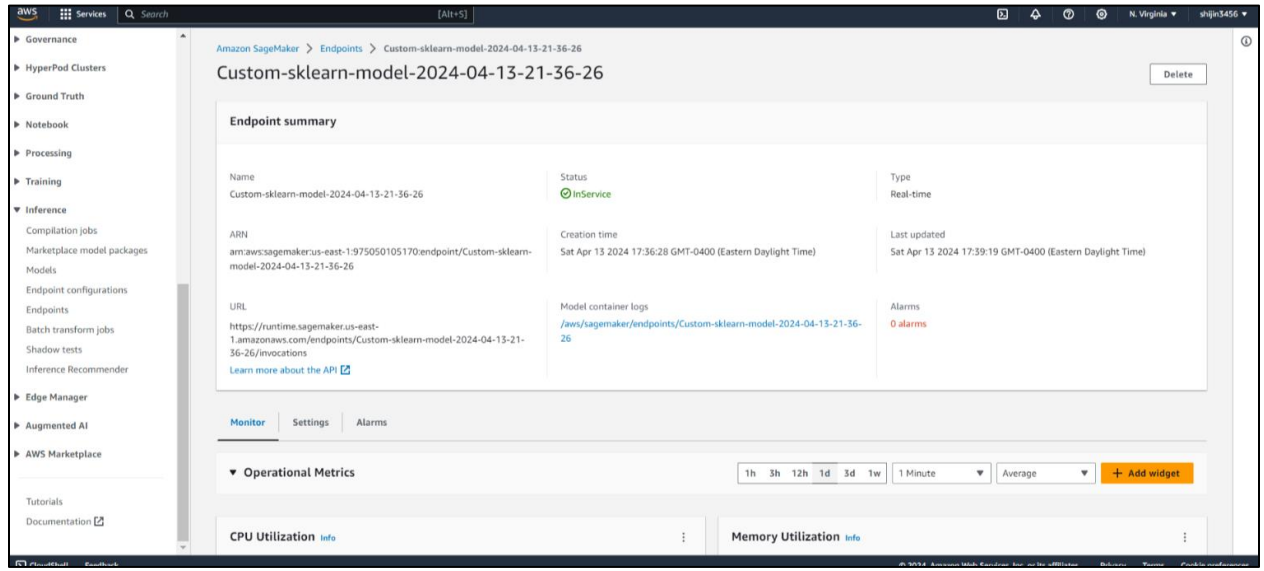 aws Services Search [Alt+S] N. Virginia shijin3456
Governance
HyperPod Clusters
Ground Truth
Notebook
Processing
Training
Inference
Compilation jobs
Marketplace model packages
Models
Endpoint configurations
Endpoints
Batch transform jobs
Shadow tests
Inference Recommender
Edge Manager
Augmented AI
AWS Marketplace
Tutorials
Documentation
Amazon SageMaker > Endpoints > Custom-sklearn-model-2024-04-13-21-36-26
Custom-sklearn-model-2024-04-13-21-36-26
Delete
Endpoint summary
Name
Custom-sklearn-model-2024-04-13-21-36-26
Status
InService
Type
Real-time
ARN
arn:aws:sagemaker:us-east-1:975050105170:endpoint/Custom-sklearn-
model-2024-04-13-21-36-26
Creation time
Sat Apr 13 2024 17:36:28 GMT-0400 (Eastern Daylight Time)
Last updated
Sat Apr 13 2024 17:39:19 GMT-0400 (Eastern Daylight Time)
URL
https://runtime.sagemaker.us-east-
1.amazonaws.com/endpoints/Custom-sklearn-model-2024-04-13-21-
36-26/invocations
Learn more about the API
Model container logs
/aws/sagemaker/endpoints/Custom-sklearn-model-2024-04-13-21-36-
26
Alarms
0 alarms
Monitor Settings Alarms
Operational Metrics
1h 3h 12h 1d 3d 1w 1 Minute Average + Add widget
CPU Utilization Info
Memory Utilization Info
CloudShell Feedback © 2024, Amazon Web Services, Inc. or its affiliates. Privacy Terms Cookie preferences